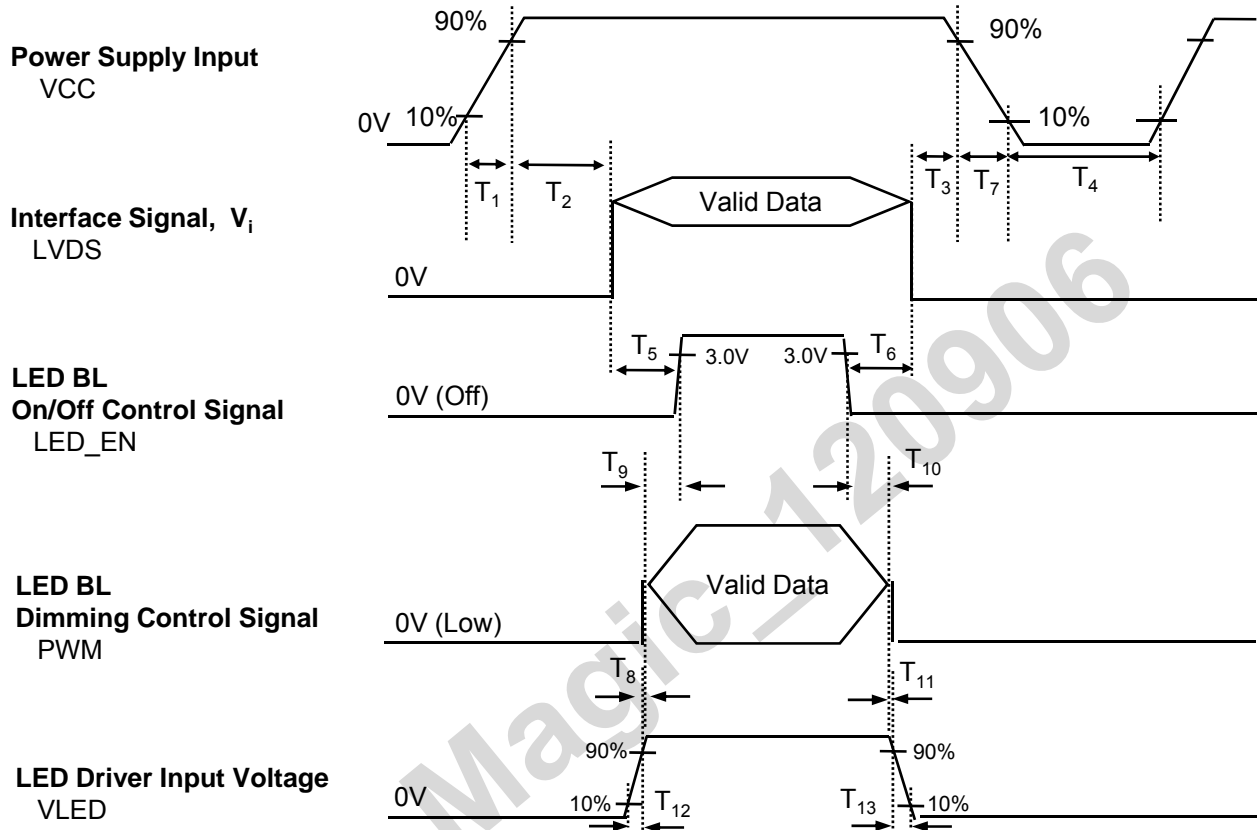 90%
90%
Power Supply Input
VCC
0V
10%
10%
T1
T2
T3
T7
T4
Interface Signal, Vi
LVDS
Valid Data
0V
T5
3.0V
3.0V
T6
LED BL
On/Off Control Signal
LED_EN
0V (Off)
T9
T10
LED BL
Dimming Control Signal
PWM
Valid Data
0V (Low)
T8
T11
90%
90%
LED Driver Input Voltage
VLED
0V
10%
T12
T13
10%
Magic_120906